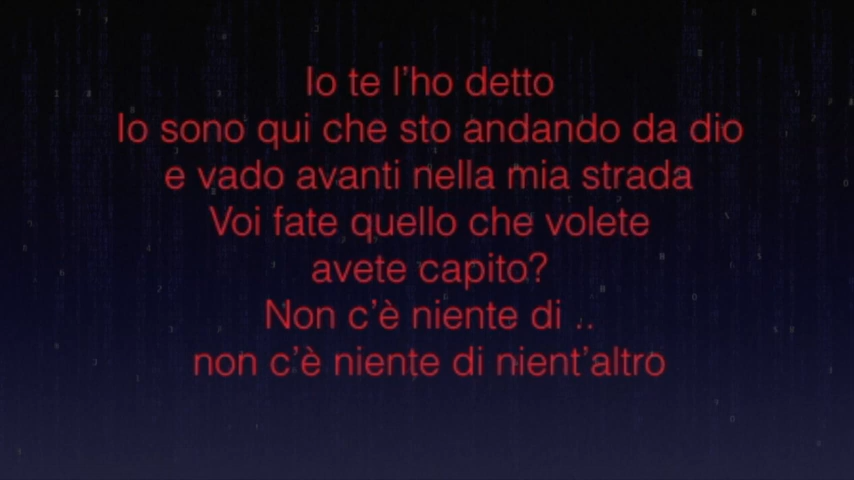 Io te l'ho detto
Io sono qui che sto andando da dio
e vado avanti nella mia strada
Voi fate quello che volete
avete capito?
Non c'è niente di ..
non c'è niente di nient'altro